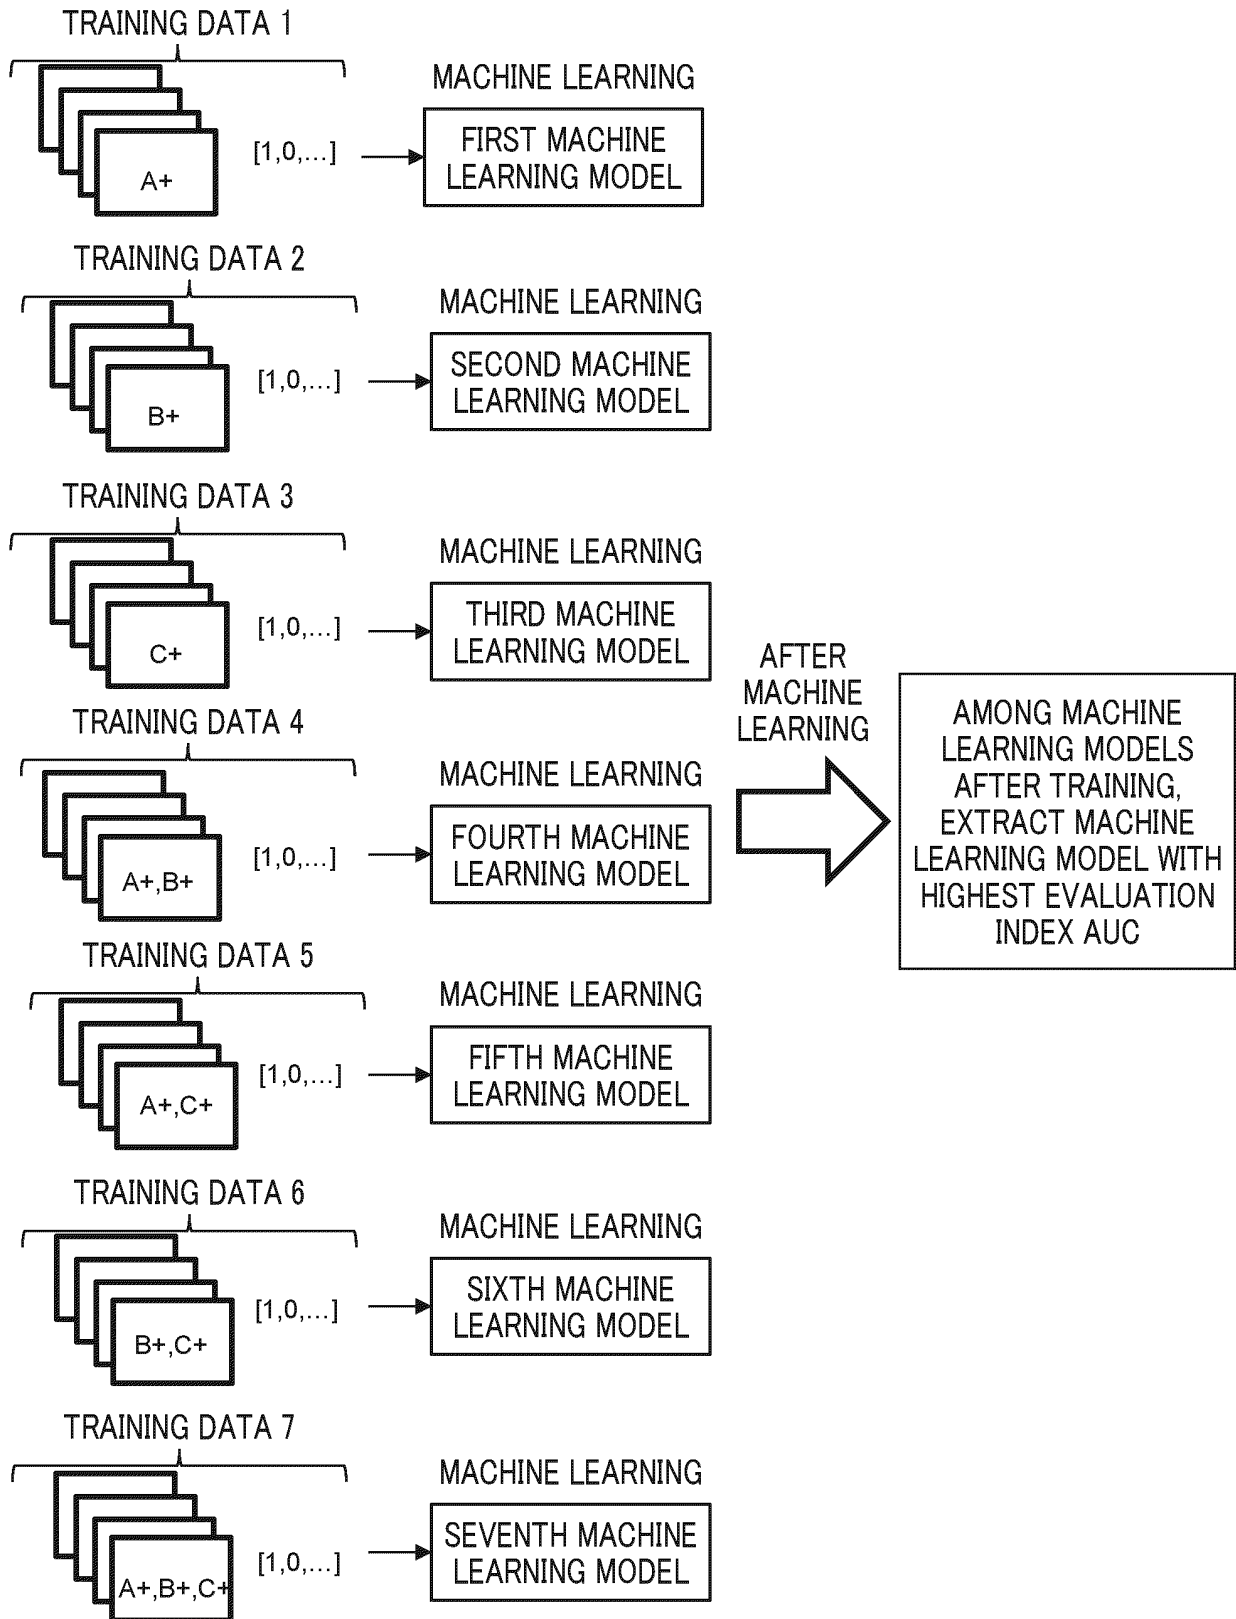 TRAINING DATA 1
MACHINE LEARNING
A+
[1,0,...]
FIRST MACHINE
LEARNING MODEL
TRAINING DATA 2
MACHINE LEARNING
B+
[1,0,...]
SECOND MACHINE
LEARNING MODEL
TRAINING DATA 3
MACHINE LEARNING
C+
[1,0,...]
THIRD MACHINE
LEARNING MODEL
TRAINING DATA 4
MACHINE LEARNING
A+,B+
[1,0,...]
FOURTH MACHINE
LEARNING MODEL
TRAINING DATA 5
MACHINE LEARNING
A+,C+
[1,0,...]
FIFTH MACHINE
LEARNING MODEL
TRAINING DATA 6
MACHINE LEARNING
B+,C+
[1,0,...]
SIXTH MACHINE
LEARNING MODEL
TRAINING DATA 7
MACHINE LEARNING
A+,B+,C+
[1,0,...]
SEVENTH MACHINE
LEARNING MODEL
AFTER
MACHINE
LEARNING
AMONG MACHINE
LEARNING MODELS
AFTER TRAINING,
EXTRACT MACHINE
LEARNING MODEL WITH
HIGHEST EVALUATION
INDEX AUC